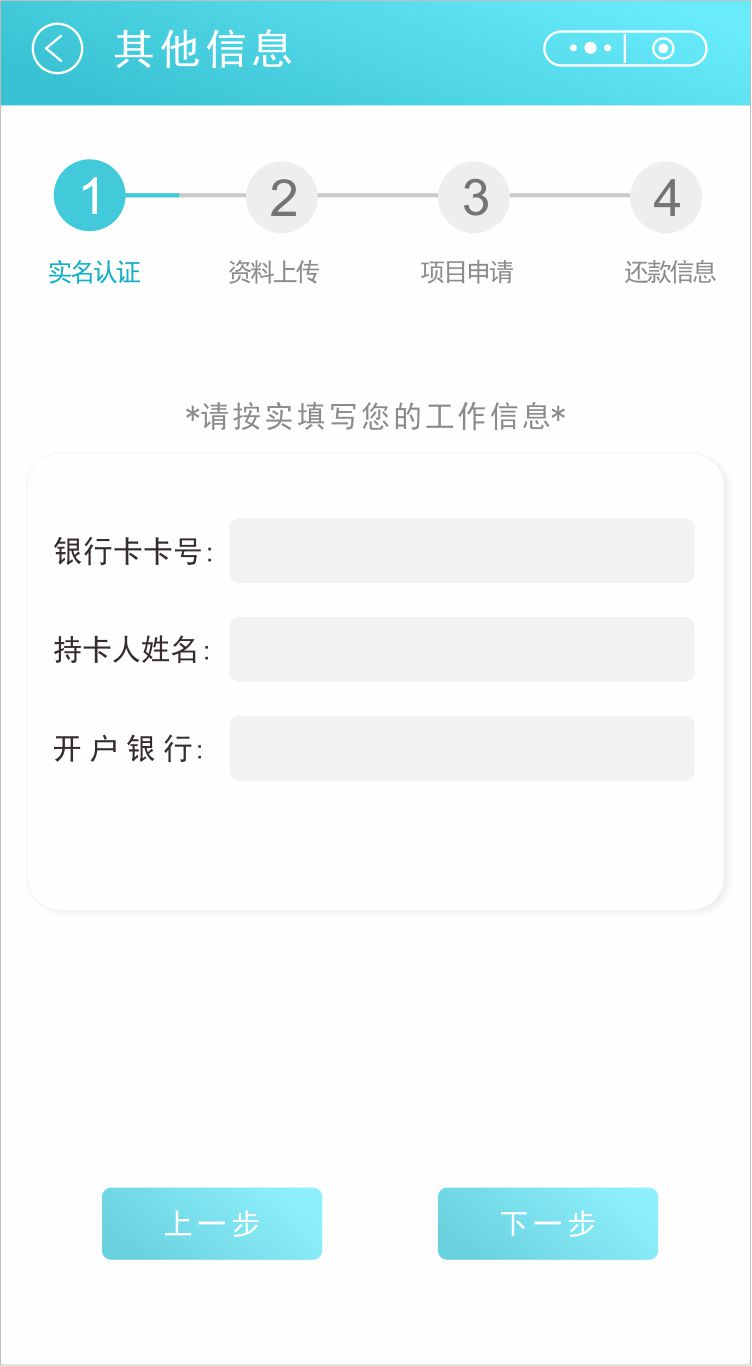 其他信息
1 2 3 4
实名认证 资料上传 项目申请 还款信息
*请按实填写您的工作信息*
银行卡卡号:
持卡人姓名:
开户银行:
上一步 下一步